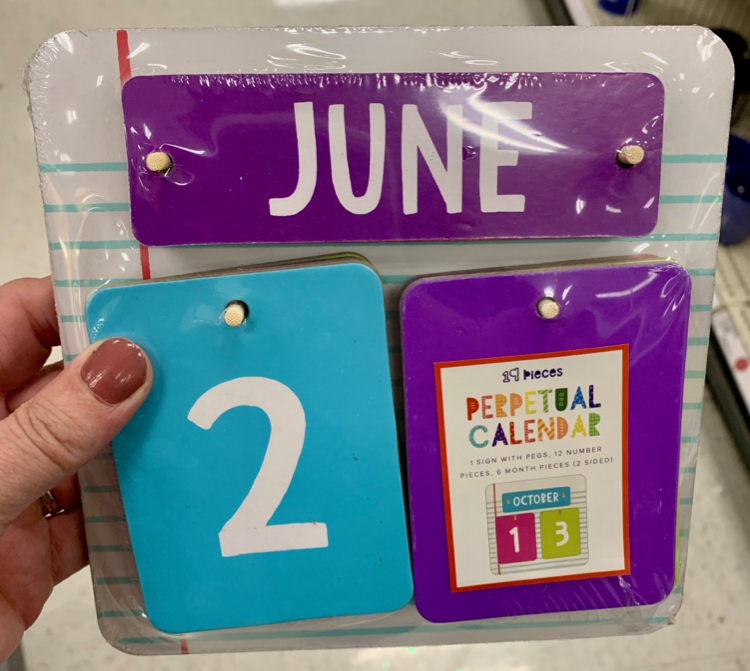 JUNE
2
19 PIECES
PERPETUAL
CALENDAR
1 SIGN WITH PEGS, 12 NUMBER
PIECES, 6 MONTH PIECES (2 SIDED)
OCTOBER
1 3